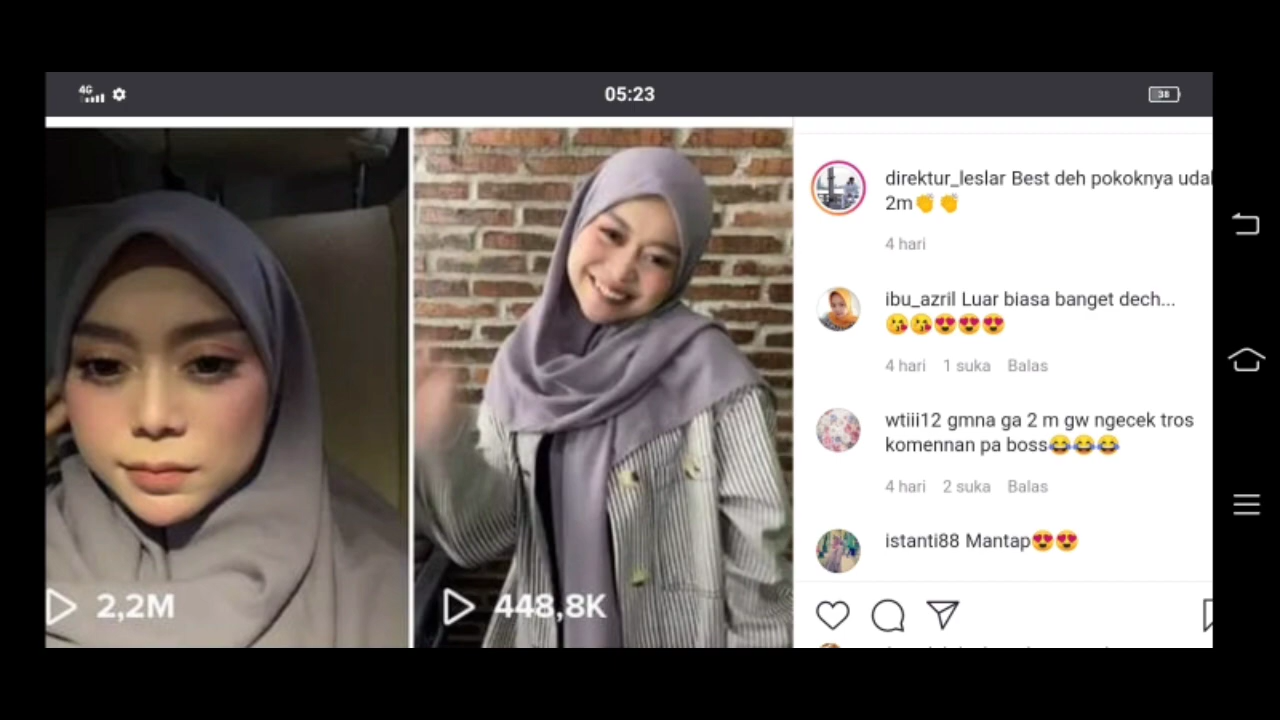 4G
05:23
38
direktur_leslar Best deh pokoknya udah
2m👏👏
4 hari
ibu_azril Luar biasa banget dech...
😘😘😍😍😍
4 hari 1 suka Balas
wtiii12 gmna ga 2 m gw ngecek tros
komennan pa boss😂😂😂
4 hari 2 suka Balas
istanti88 Mantap😍😍
2,2M
448,8K